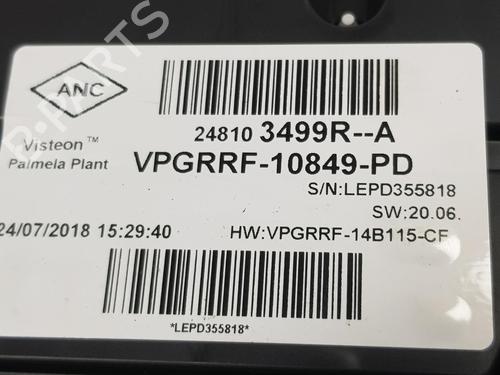 B-PARTS
ANC
Visteon™
Palmela Plant
24810 3499R--A
VPGRRF-10849-PD
S/N:LEPD355818
SW:20.06.
24/07/2018 15:29:40
HW:VPGRRF-14B115-CF
*LEPD355818*